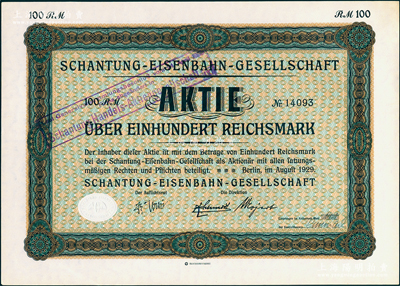 100 RM
RM 100
SCHANTUNG-EISENBAHN-GESELLSCHAFT
100 RM
AKTIE
№ 14093
ÜBER EINHUNDERT REICHSMARK
Der Inhaber dieser Aktie ist mit dem Betrage von Einhundert Reichsmark
bei der Schantung-Eisenbahn-Gesellschaft als Aktionär mit allen satzungs-
mäßigen Rechten und Pflichten beteiligt. Berlin, im August 1929.
SCHANTUNG-EISENBAHN-GESELLSCHAFT
Der Aufsichtsrat
Die Direktion